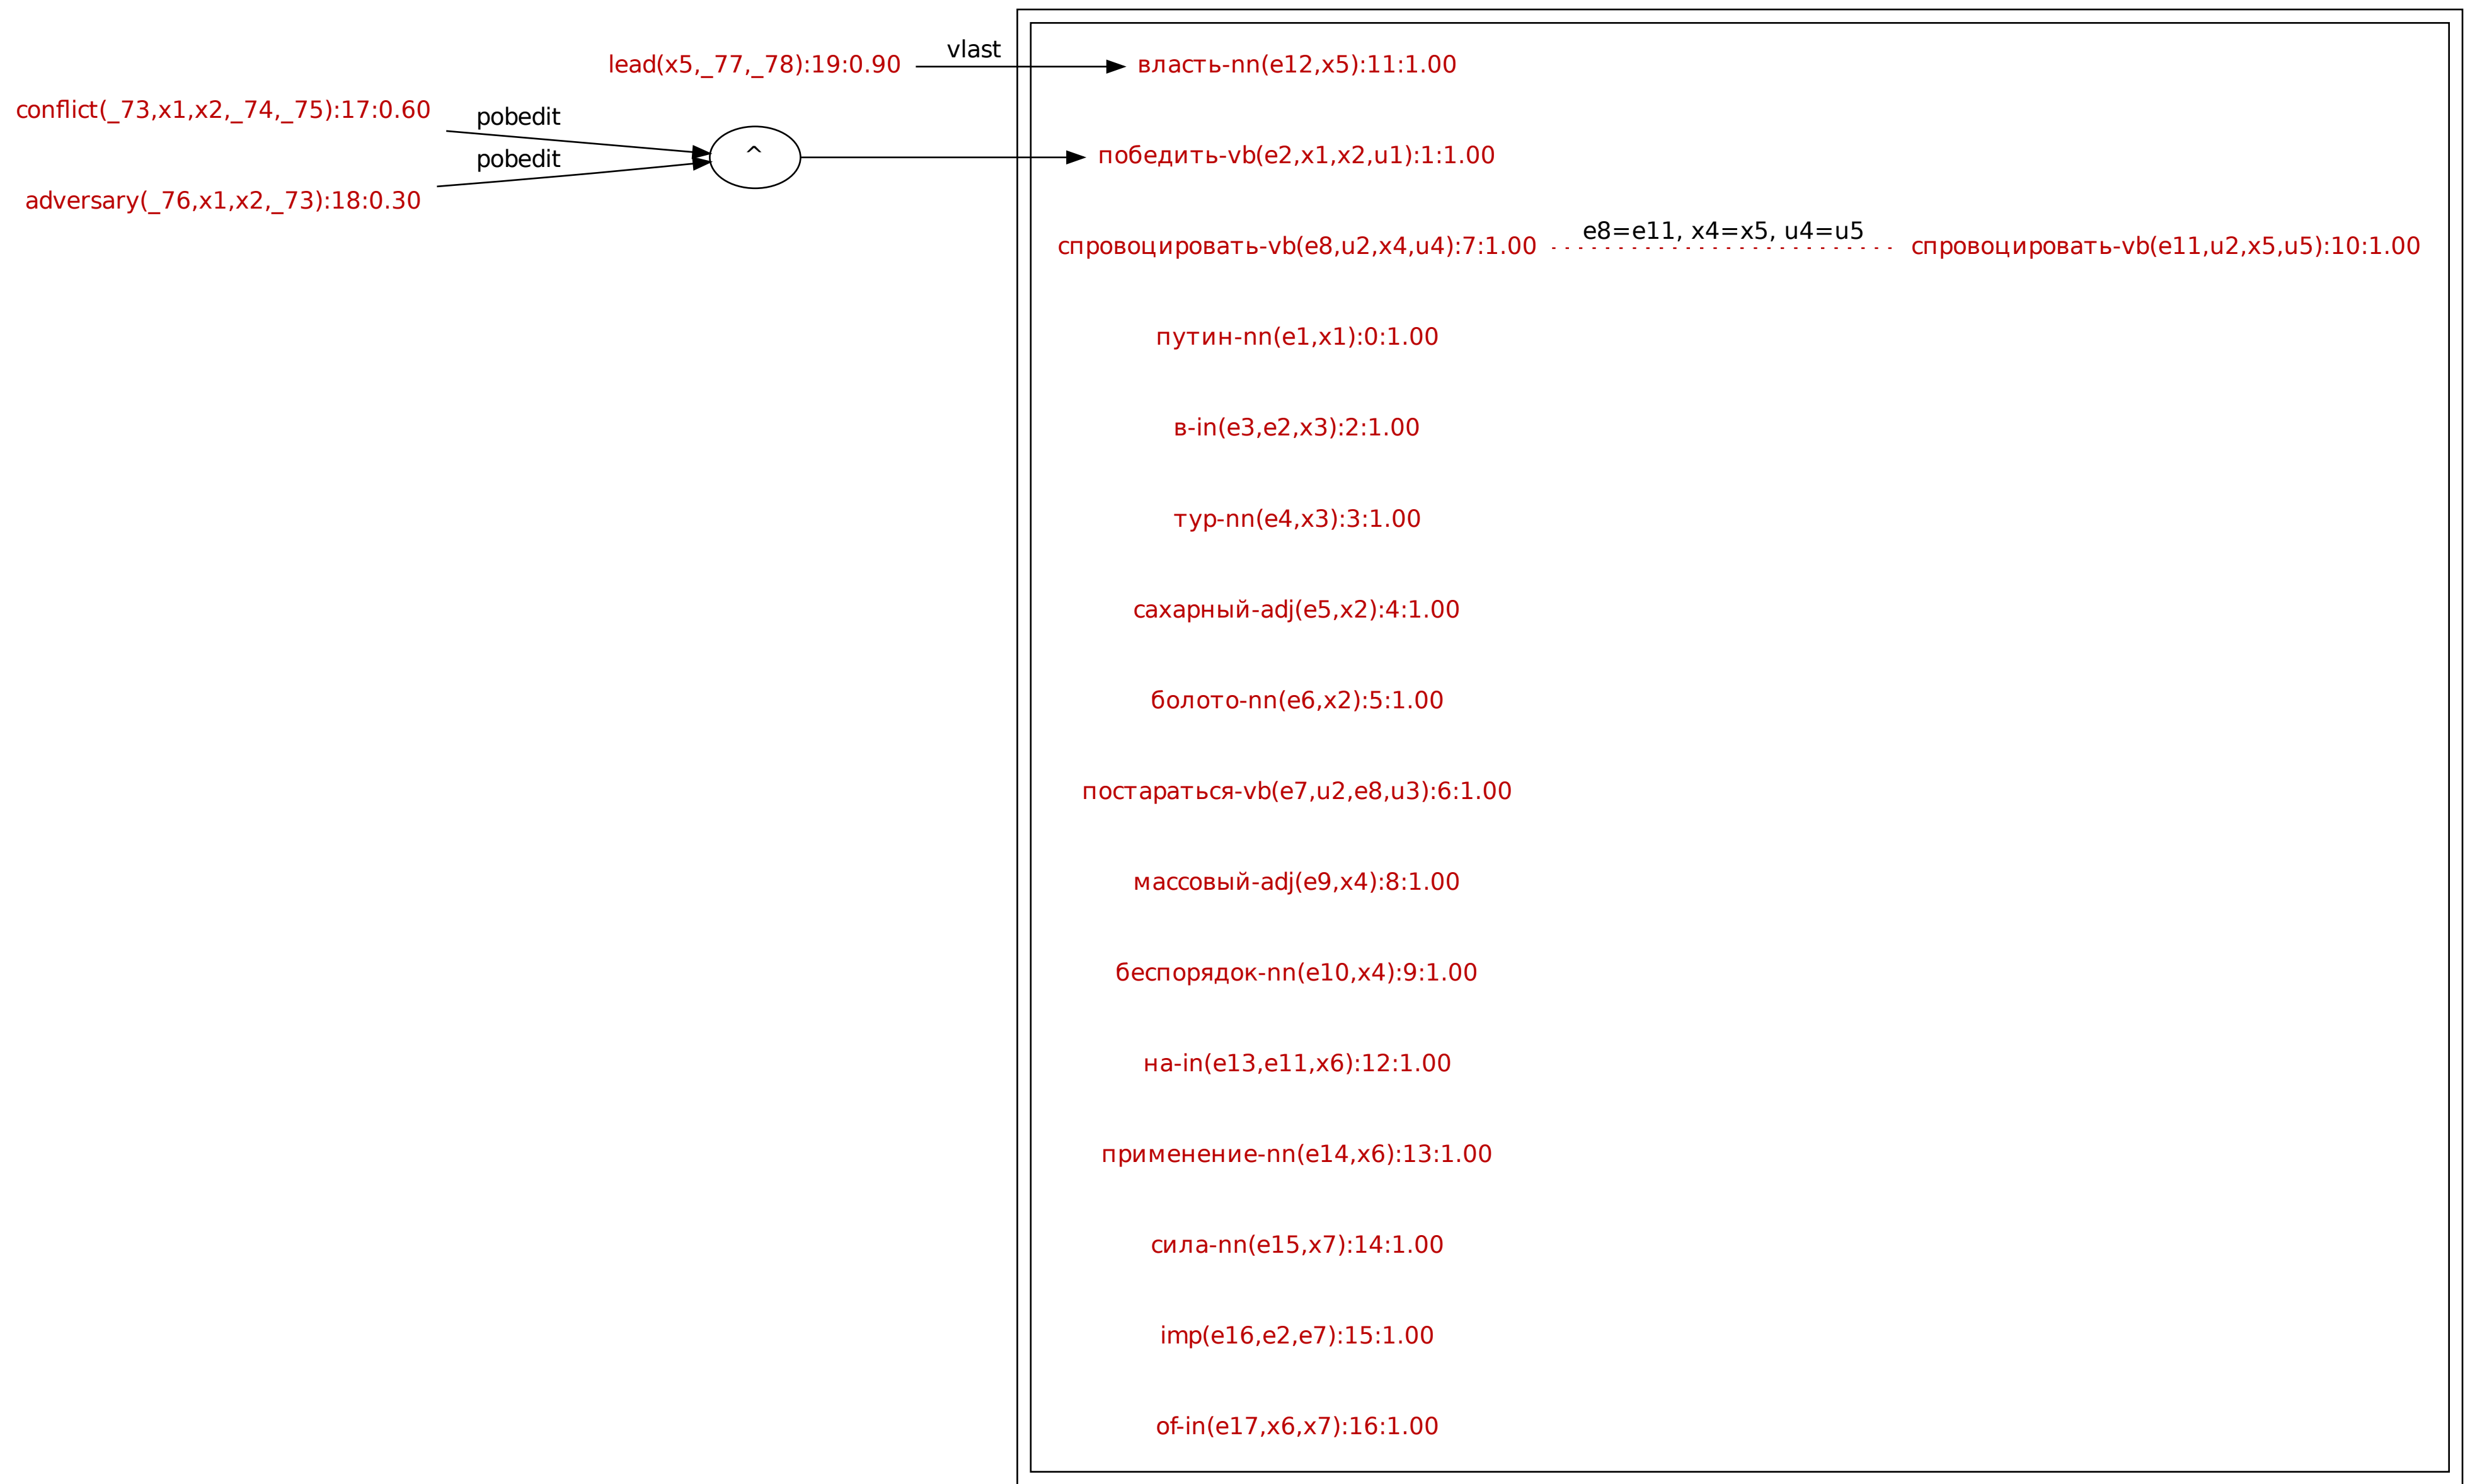 vlast
lead(x5,_77,_78):19:0.90
власть-nn(e12,x5):11:1.00
conflict(_73,x1,x2,_74,_75):17:0.60
pobedit
^
победить-vb(e2,x1,x2,u1):1:1.00
pobedit
adversary(_76,x1,x2,_73):18:0.30
e8=e11, x4=x5, u4=u5
спровоцировать-vb(e8,u2,x4,u4):7:1.00
спровоцировать-vb(e11,u2,x5,u5):10:1.00
путин-nn(e1,x1):0:1.00
в-in(e3,e2,x3):2:1.00
тур-nn(e4,x3):3:1.00
сахарный-adj(e5,x2):4:1.00
болото-nn(e6,x2):5:1.00
постараться-vb(e7,u2,e8,u3):6:1.00
массовый-adj(e9,x4):8:1.00
беспорядок-nn(e10,x4):9:1.00
на-in(e13,e11,x6):12:1.00
применение-nn(e14,x6):13:1.00
сила-nn(e15,x7):14:1.00
imp(e16,e2,e7):15:1.00
of-in(e17,x6,x7):16:1.00